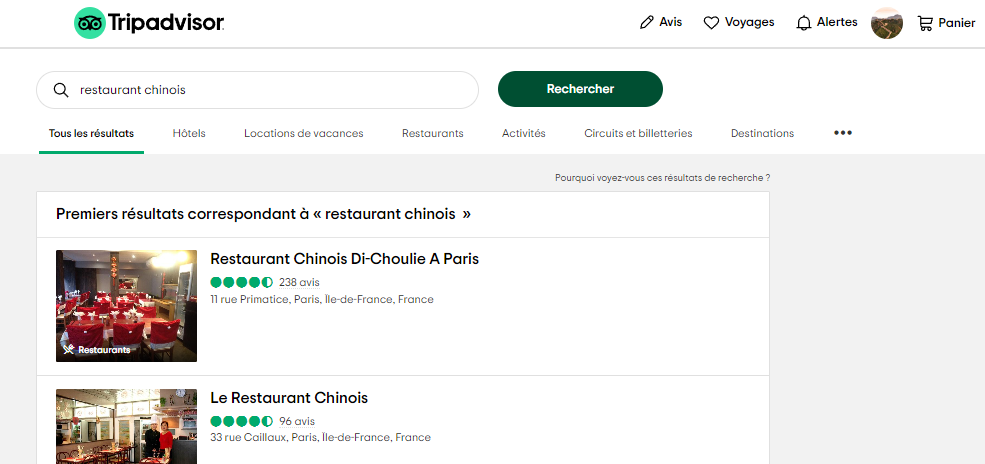 Tripadvisor
Avis
Voyages
Alertes
Panier
restaurant chinois
Rechercher
Tous les résultats
Hôtels
Locations de vacances
Restaurants
Activités
Circuits et billetteries
Destinations
•••
Pourquoi voyez-vous ces résultats de recherche ?
Premiers résultats correspondant à « restaurant chinois »
Restaurant Chinois Di-Choulie A Paris
238 avis
11 rue Primatice, Paris, Île-de-France, France
Restaurants
Le Restaurant Chinois
96 avis
33 rue Caillaux, Paris, Île-de-France, France